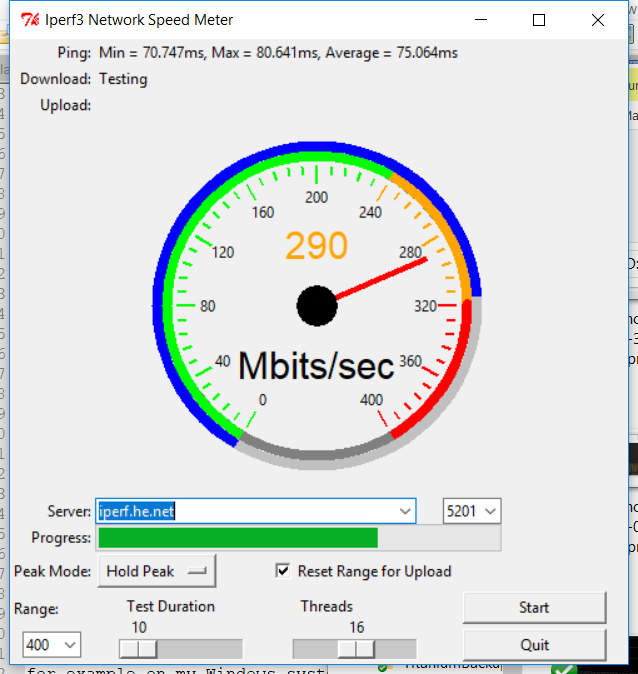 Iperf3 Network Speed Meter
Ping: Min = 70.747ms, Max = 80.641ms, Average = 75.064ms
Download: Testing
Upload:
200
160
240
290
120
280
80
320
40
Mbits/sec
360
0
400
Server: iperf.he.net 5201
Progress:
Peak Mode: Hold Peak Reset Range for Upload
Range: Test Duration Threads Start
10 16
400 Quit
for example on my Windows syst
TitaniumBacku